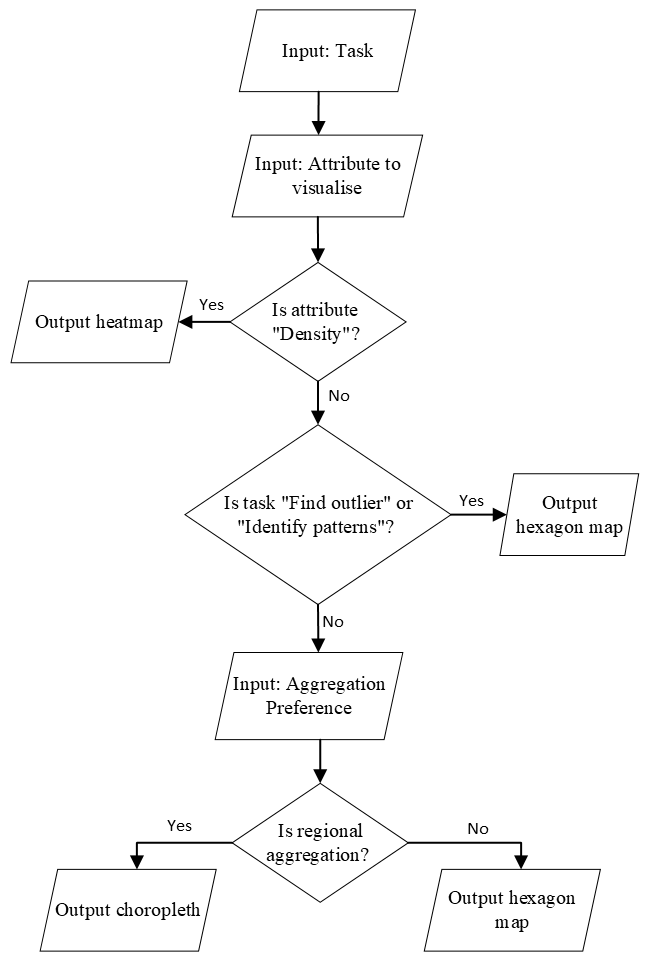 Input: Task
Input: Attribute to
visualise
Is attribute
"Density"?
Yes
Output heatmap
No
Is task "Find outlier" or
"Identify patterns"?
Yes
Output
hexagon map
No
Input: Aggregation
Preference
Is regional
aggregation?
Yes
No
Output choropleth
Output hexagon
map